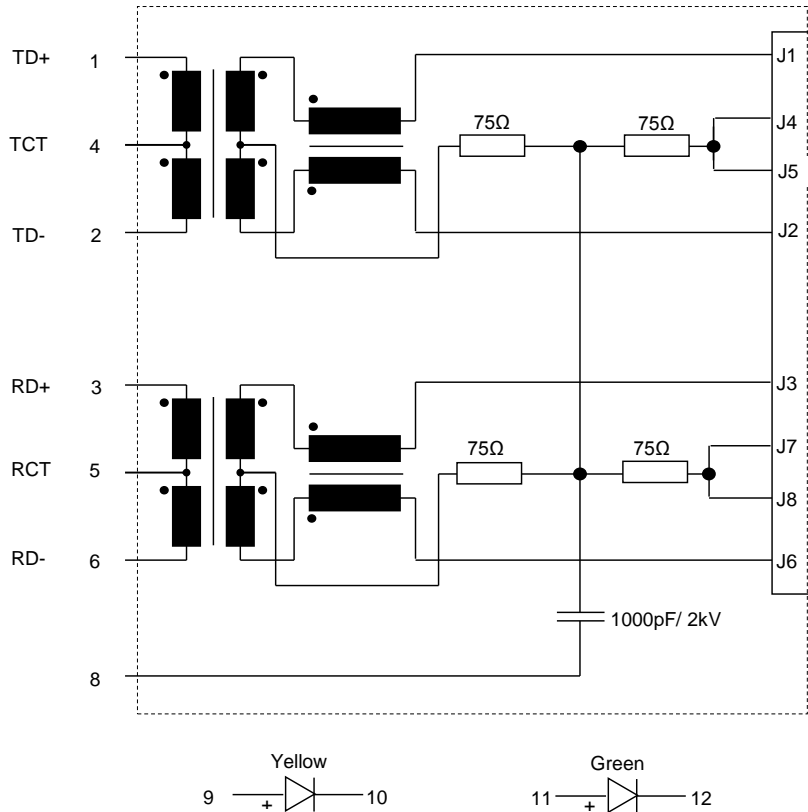 TD+ 1 J1
75Ω 75Ω J4
TCT 4
J5
TD- 2 J2
RD+ 3 J3
75Ω 75Ω J7
RCT 5
J8
RD- 6 J6
1000pF/ 2kV
8
Yellow Green
9 + 10 11 + 12